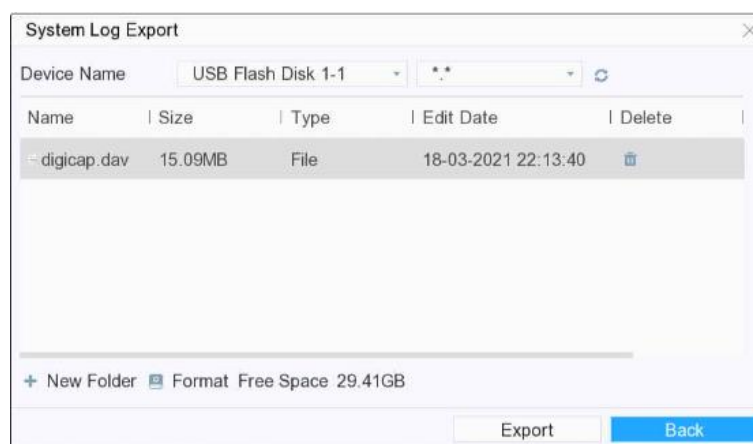 System Log Export
Device Name USB Flash Disk 1-1 *.*
Name Size Type Edit Date Delete
digicap.dav 15.09MB File 18-03-2021 22:13:40
New Folder Format Free Space 29.41GB
Export Back